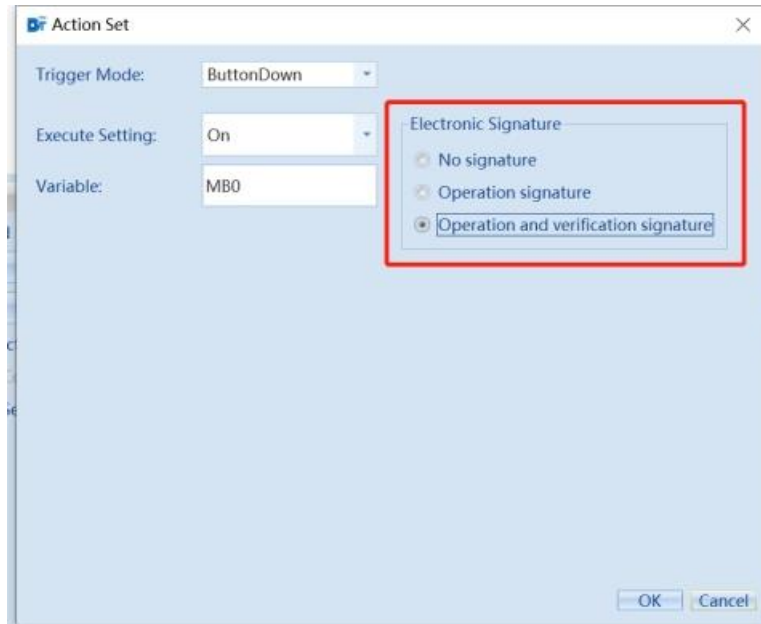 Action Set
Trigger Mode: ButtonDown
Execute Setting: On
Variable: MB0
Electronic Signature
No signature
Operation signature
Operation and verification signature
OK Cancel